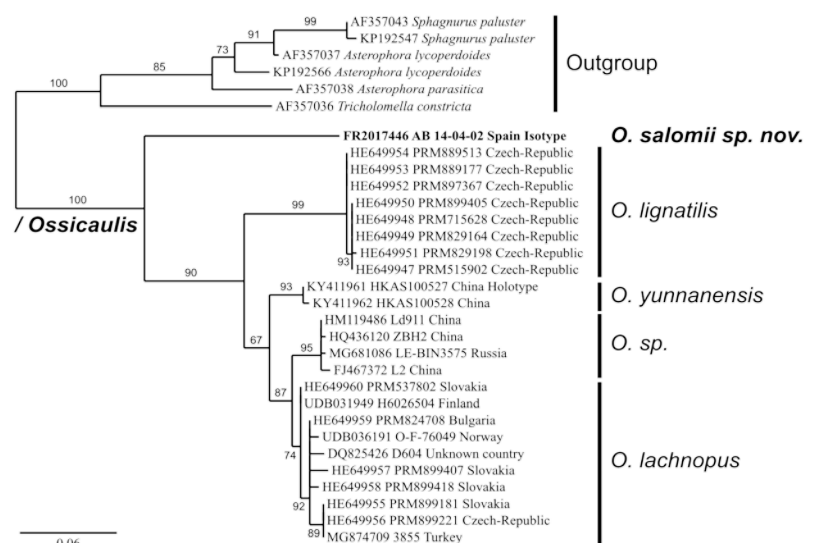 99
AF357043 Sphagnurus paluster
91
KP192547 Sphagnurus paluster
73
AF357037 Asterophora lycoperdoides
85
KP192566 Asterophora lycoperdoides
Outgroup
100
AF357038 Asterophora parasitica
AF357036 Tricholomella constricta
FR2017446 AB 14-04-02 Spain Isotype
O. salomii sp. nov.
HE649954 PRM889513 Czech-Republic
HE649953 PRM889177 Czech-Republic
HE649952 PRM897367 Czech-Republic
100
99
HE649950 PRM899405 Czech-Republic
O. lignatilis
/ Ossicaulis
HE649948 PRM715628 Czech-Republic
HE649949 PRM829164 Czech-Republic
HE649951 PRM829198 Czech-Republic
93
HE649947 PRM515902 Czech-Republic
90
93
KY411961 HKAS100527 China Holotype
O. yunnanensis
KY411962 HKAS100528 China
HM119486 Ld911 China
HQ436120 ZBH2 China
67
95
MG681086 LE-BIN3575 Russia
O. sp.
FJ467372 L2 China
87
HE649960 PRM537802 Slovakia
UDB031949 H6026504 Finland
HE649959 PRM824708 Bulgaria
UDB036191 O-F-76049 Norway
74
DQ825426 D604 Unknown country
O. lachnopus
HE649957 PRM899407 Slovakia
HE649958 PRM899418 Slovakia
92
HE649955 PRM899181 Slovakia
HE649956 PRM899221 Czech-Republic
89
MG874709 3855 Turkey